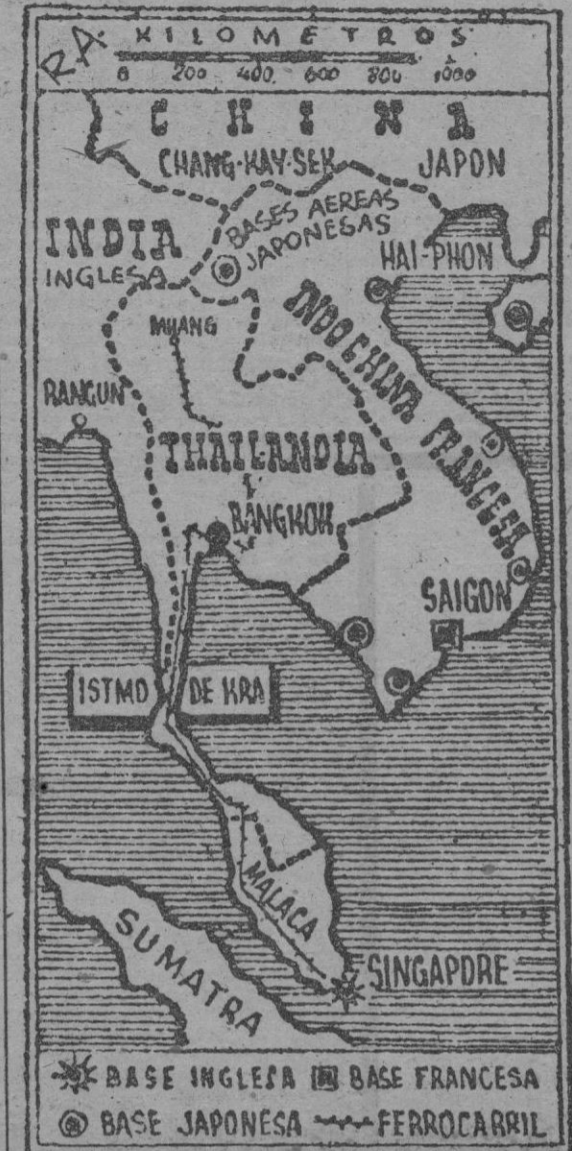 RA.
KILOMETROS
0 200 400 600 800 1000
CHINA
CHANG-KAY-SEK JAPON
BASES AEREAS
JAPONESAS
INDIA
INGLESA
HAI-PHON
MUANG
INDOCHINA FRANCESA
RANGUN
THAILANDIA
BANGKOK
SAIGON
ISTMO DE KRA
MALACA
SUMATRA
SINGAPORE
BASE INGLESA BASE FRANCESA
BASE JAPONESA FERROCARRIL